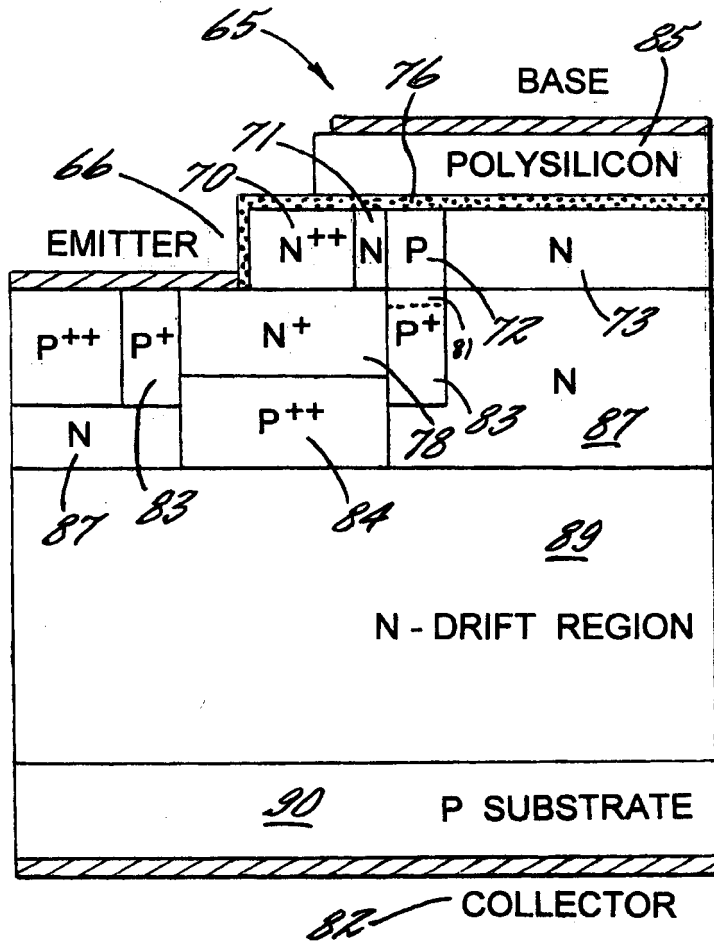 65
85
76
BASE
71
POLYSILICON
66
70
EMITTER
N++ N P N
72
73
P++ P+ N+ P+ 81
N
83
78
87
N P++
87
83
84
89
N - DRIFT REGION
90
P SUBSTRATE
COLLECTOR
82